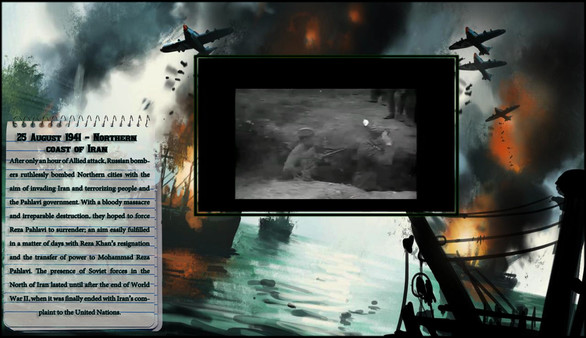 25 August 1941 - Northern
coast of Iran
After only an hour of Allied attack, Russian bomb-
ers ruthlessly bombed Northern cities with the
aim of invading Iran and terrorizing people and
the Pahlavi government. With a bloody massacre
and irreparable destruction, they hoped to force
Reza Pahlavi to surrender; an aim easily fulfilled
in a matter of days with Reza Khan's resignation
and the transfer of power to Mohammad Reza
Pahlavi. The presence of Soviet forces in the
North of Iran lasted until after the end of World
War II, when it was finally ended with Iran's com-
plaint to the United Nations.